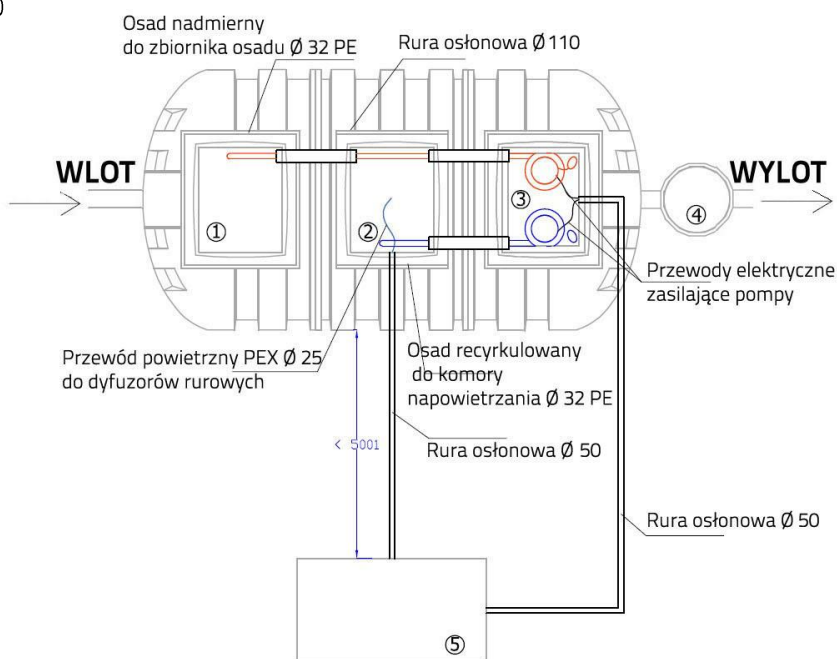 )
Osad nadmierny
do zbiornika osadu Ø 32 PE
Rura osłonowa Ø 110
WLOT
WYLOT
①
②
③
④
Przewody elektryczne
zasilające pompy
Przewód powietrzny PEX Ø 25
do dyfuzorów rurowych
Osad recyrkulowany
do komory
napowietrzania Ø 32 PE
< 5001
Rura osłonowa Ø 50
Rura osłonowa Ø 50
⑤